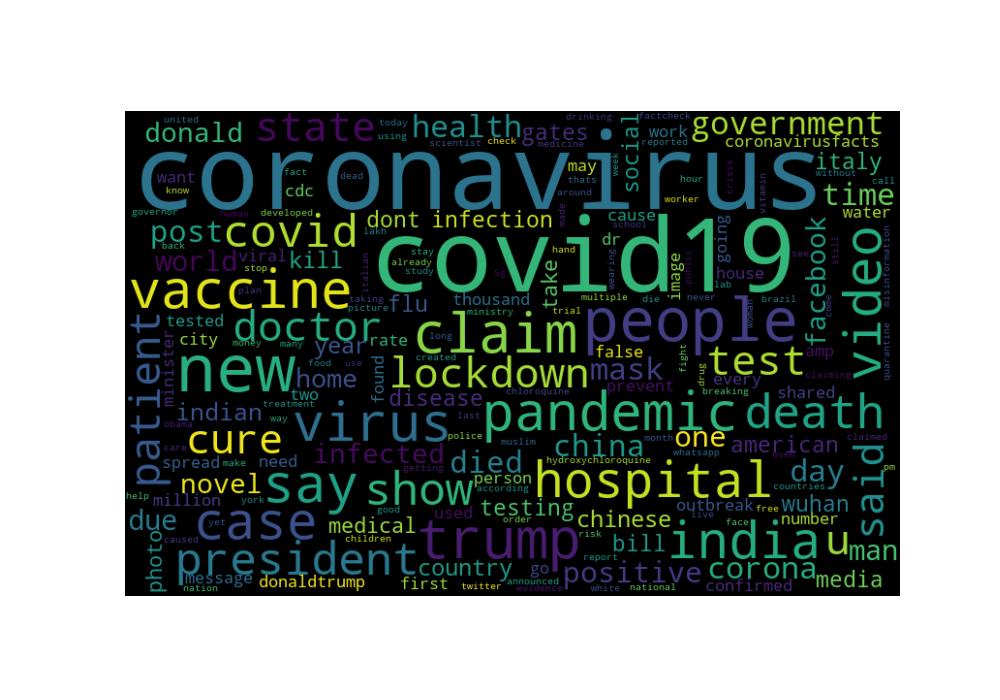 united
drinking
factcheck
donald
state
today
using
health
scientist
check
gates
medicine
social
work
reported
government
coronavirusfacts
coronavirus
want
know
fact
dead
cdc
may
thats
around
week
hour
worker
crisis
vitamin
italy
without
call
time
water
governor
human
developed
post
covid
dont infection
covid19
lakh
made
cause
school
dr
going
facebook
see
still
back
world
viral
stop
kill
italian
stay
already
study
5g
take
hand
wearing
image
public
house
lab
video
misinformation
vaccine
plan
taking
picture
flu
thousand
ministry
multiple
trial
die
never
woman
brazil
come
quarantine
patient
minister
tested
city
doctor
money
many
year
rate
claim
long
people
false
fight
drug
test
amp
claiming
new
home
food
use
found
created
lockdown
mask
chloroquine
prevent
breaking
every
shared
two
indian
treatment
way
disease
last
virus
pandemic
death
obama
care
cure
police
muslim
china
month
whatsapp
one
american
claimed
even
infected
getting
died
hydroxychloroquine
spread
make
need
person
according
hospital
day
countries
pm
said
help
million
novel
york
say
good
show
used
testing
order
outbreak
live
free
wuhan
number
due
caused
yet
case
medical
children
trump
chinese
risk
face
bill
india
u
man
photo
president
country
report
message
nation
donaldtrump
first
twitter
go
announced
evidence
positive
white
national
corona
confirmed
media